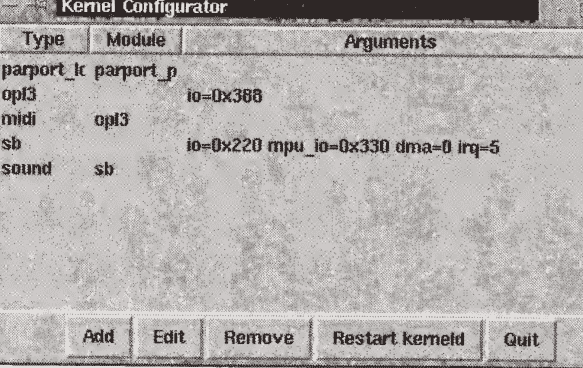 Kernel Configurator
Type Module Arguments
parport_lc parport_p
opl3 io=0x388
midi opl3
sb io=0x220 mpu_io=0x330 dma=0 irq=5
sound sb
Add Edit Remove Restart kerneld Quit